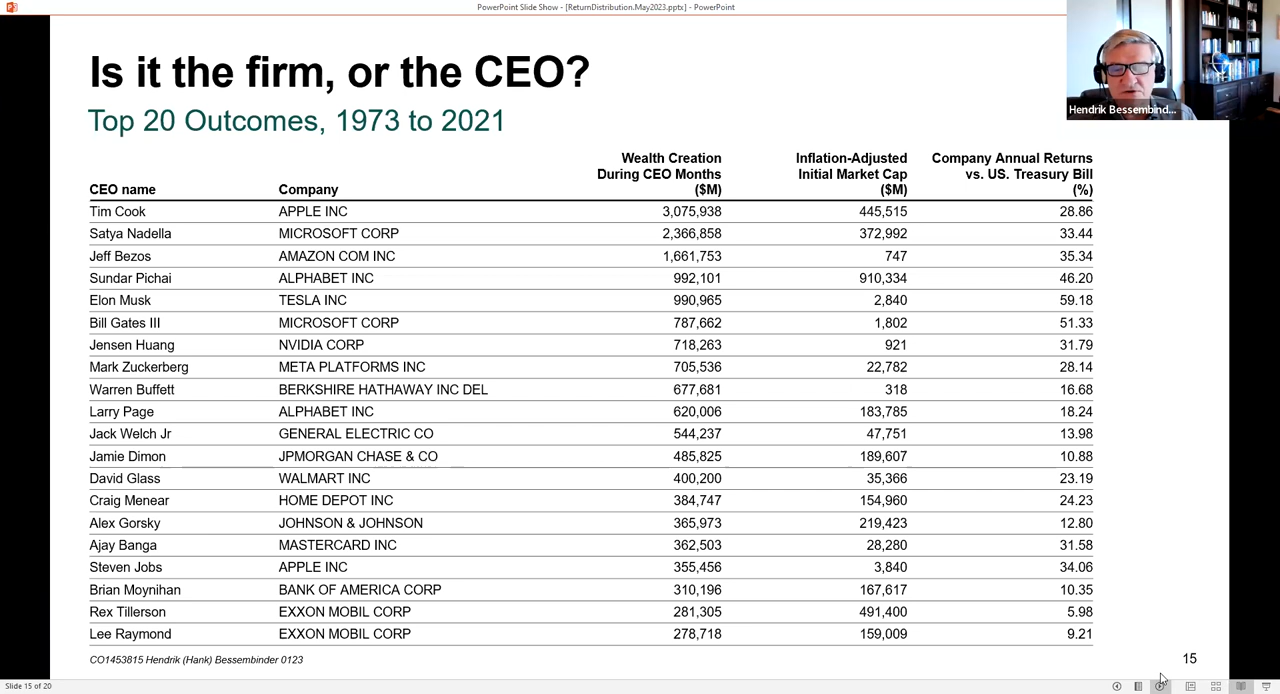 PowerPoint Slide Show - [ReturnDistribution.May2023.pptx] - PowerPoint
Is it the firm, or the CEO?
Top 20 Outcomes, 1973 to 2021
Hendrik Bessembind...
CEO name Company Wealth Creation During CEO Months ($M) Inflation-Adjusted Initial Market Cap ($M) Company Annual Returns vs. US. Treasury Bill (%)
Tim Cook APPLE INC 3,075,938 445,515 28.86
Satya Nadella MICROSOFT CORP 2,366,858 372,992 33.44
Jeff Bezos AMAZON COM INC 1,661,753 747 35.34
Sundar Pichai ALPHABET INC 992,101 910,334 46.20
Elon Musk TESLA INC 990,965 2,840 59.18
Bill Gates III MICROSOFT CORP 787,662 1,802 51.33
Jensen Huang NVIDIA CORP 718,263 921 31.79
Mark Zuckerberg META PLATFORMS INC 705,536 22,782 28.14
Warren Buffett BERKSHIRE HATHAWAY INC DEL 677,681 318 16.68
Larry Page ALPHABET INC 620,006 183,785 18.24
Jack Welch Jr GENERAL ELECTRIC CO 544,237 47,751 13.98
Jamie Dimon JPMORGAN CHASE & CO 485,825 189,607 10.88
David Glass WALMART INC 400,200 35,366 23.19
Craig Menear HOME DEPOT INC 384,747 154,960 24.23
Alex Gorsky JOHNSON & JOHNSON 365,973 219,423 12.80
Ajay Banga MASTERCARD INC 362,503 28,280 31.58
Steven Jobs APPLE INC 355,456 3,840 34.06
Brian Moynihan BANK OF AMERICA CORP 310,196 167,617 10.35
Rex Tillerson EXXON MOBIL CORP 281,305 491,400 5.98
Lee Raymond EXXON MOBIL CORP 278,718 159,009 9.21
CO1453815 Hendrik (Hank) Bessembinder 0123
15
Slide 15 of 20